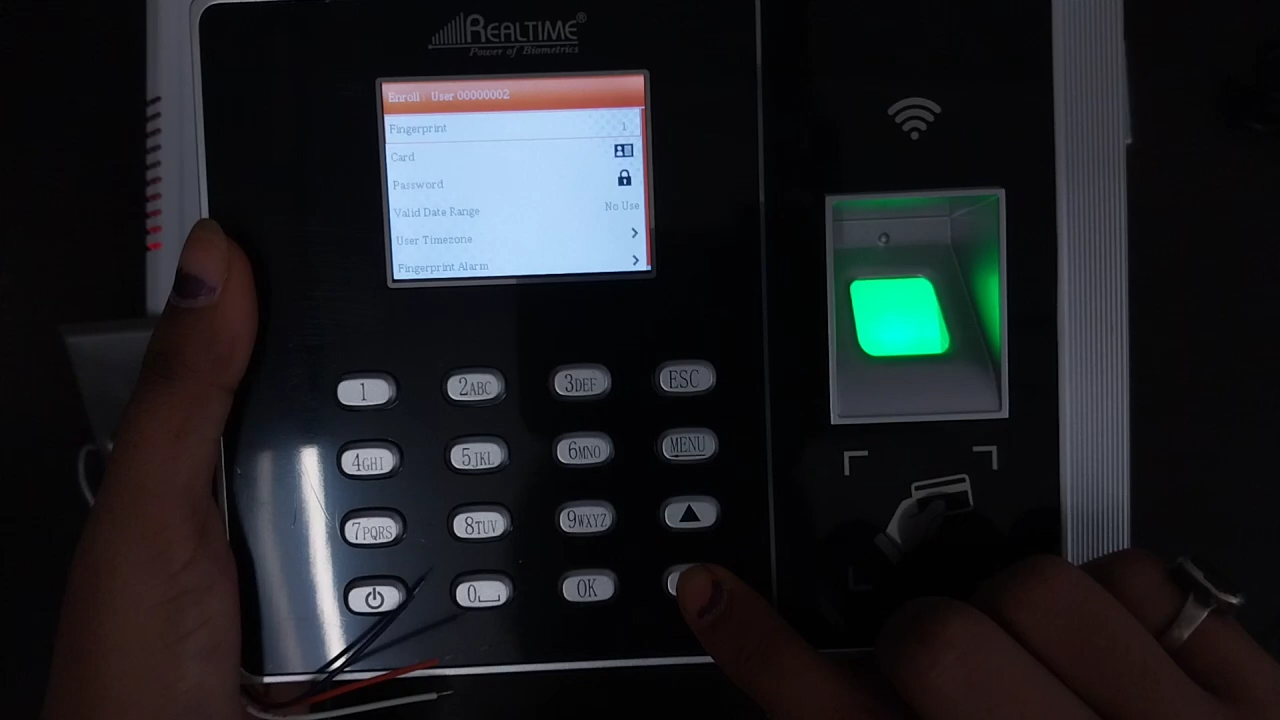 REALTIME®
Power of Biometrics
Enroll : User 00000002
Fingerprint 1
Card
Password
Valid Date Range No Use
User Timezone >
Fingerprint Alarm >
1 2ABC 3DEF ESC
4GHI 5JKL 6MNO MENU
7PQRS 8TUV 9WXYZ ▲
0 OK